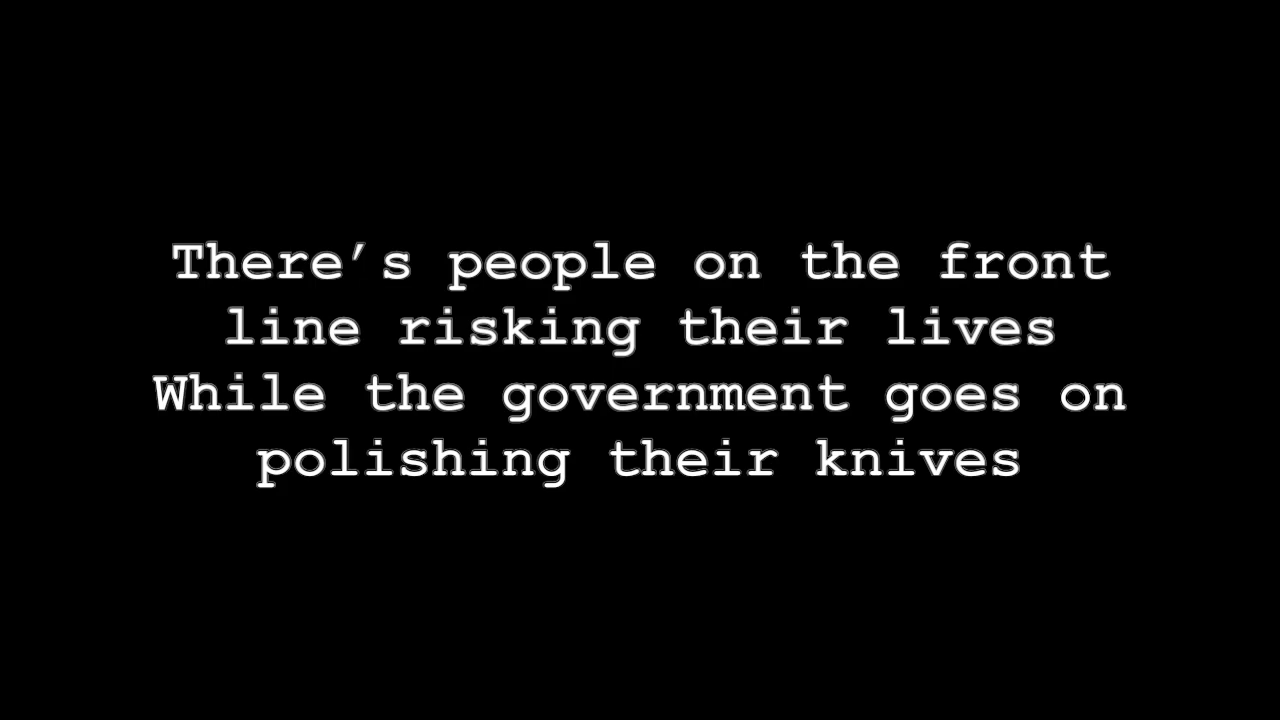 There’s people on the front
line risking their lives
While the government goes on
polishing their knives